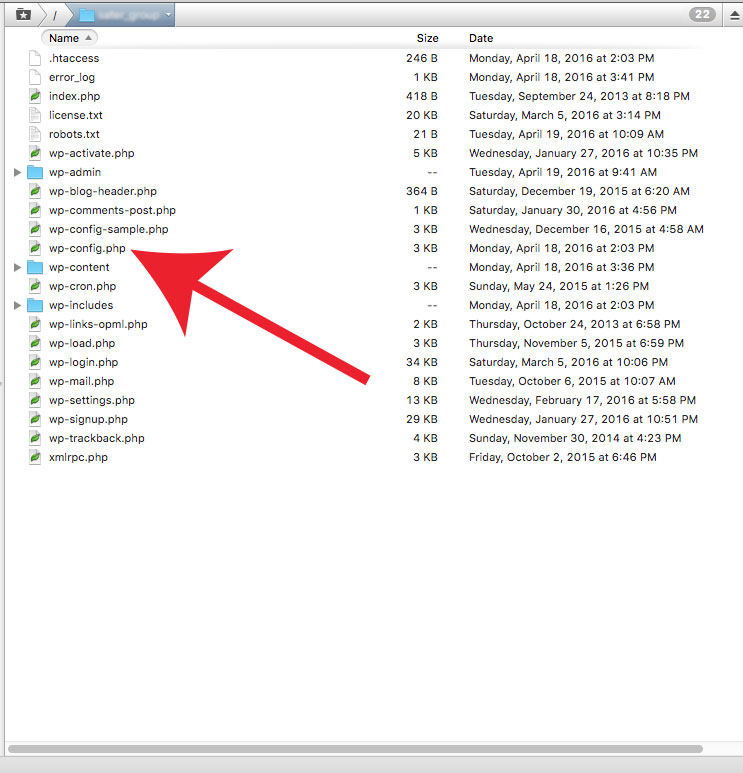 / 22
Name Size Date
.htaccess 246 B Monday, April 18, 2016 at 2:03 PM
error_log 1 KB Monday, April 18, 2016 at 3:41 PM
index.php 418 B Tuesday, September 24, 2013 at 8:18 PM
license.txt 20 KB Saturday, March 5, 2016 at 3:14 PM
robots.txt 21 B Tuesday, April 19, 2016 at 10:09 AM
wp-activate.php 5 KB Wednesday, January 27, 2016 at 10:35 PM
wp-admin -- Tuesday, April 19, 2016 at 9:41 AM
wp-blog-header.php 364 B Saturday, December 19, 2015 at 6:20 AM
wp-comments-post.php 1 KB Saturday, January 30, 2016 at 4:56 PM
wp-config-sample.php 3 KB Wednesday, December 16, 2015 at 4:58 AM
wp-config.php 3 KB Monday, April 18, 2016 at 2:03 PM
wp-content -- Monday, April 18, 2016 at 3:36 PM
wp-cron.php 3 KB Sunday, May 24, 2015 at 1:26 PM
wp-includes -- Monday, April 18, 2016 at 2:03 PM
wp-links-opml.php 2 KB Thursday, October 24, 2013 at 6:58 PM
wp-load.php 3 KB Thursday, November 5, 2015 at 6:59 PM
wp-login.php 34 KB Saturday, March 5, 2016 at 10:06 PM
wp-mail.php 8 KB Tuesday, October 6, 2015 at 10:07 AM
wp-settings.php 13 KB Wednesday, February 17, 2016 at 5:58 PM
wp-signup.php 29 KB Wednesday, January 27, 2016 at 10:51 PM
wp-trackback.php 4 KB Sunday, November 30, 2014 at 4:23 PM
xmlrpc.php 3 KB Friday, October 2, 2015 at 6:46 PM